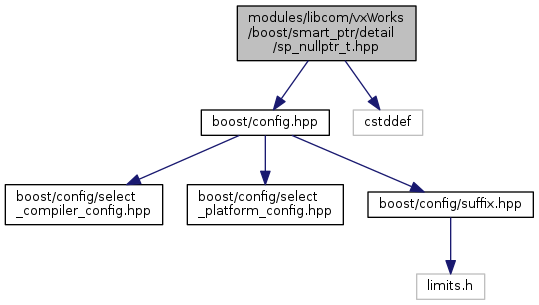 modules/libcom/vxWorks
/boost/smart_ptr/detail
/sp_nullptr_t.hpp
boost/config.hpp
cstddef
boost/config/select
_compiler_config.hpp
boost/config/select
_platform_config.hpp
boost/config/suffix.hpp
limits.h